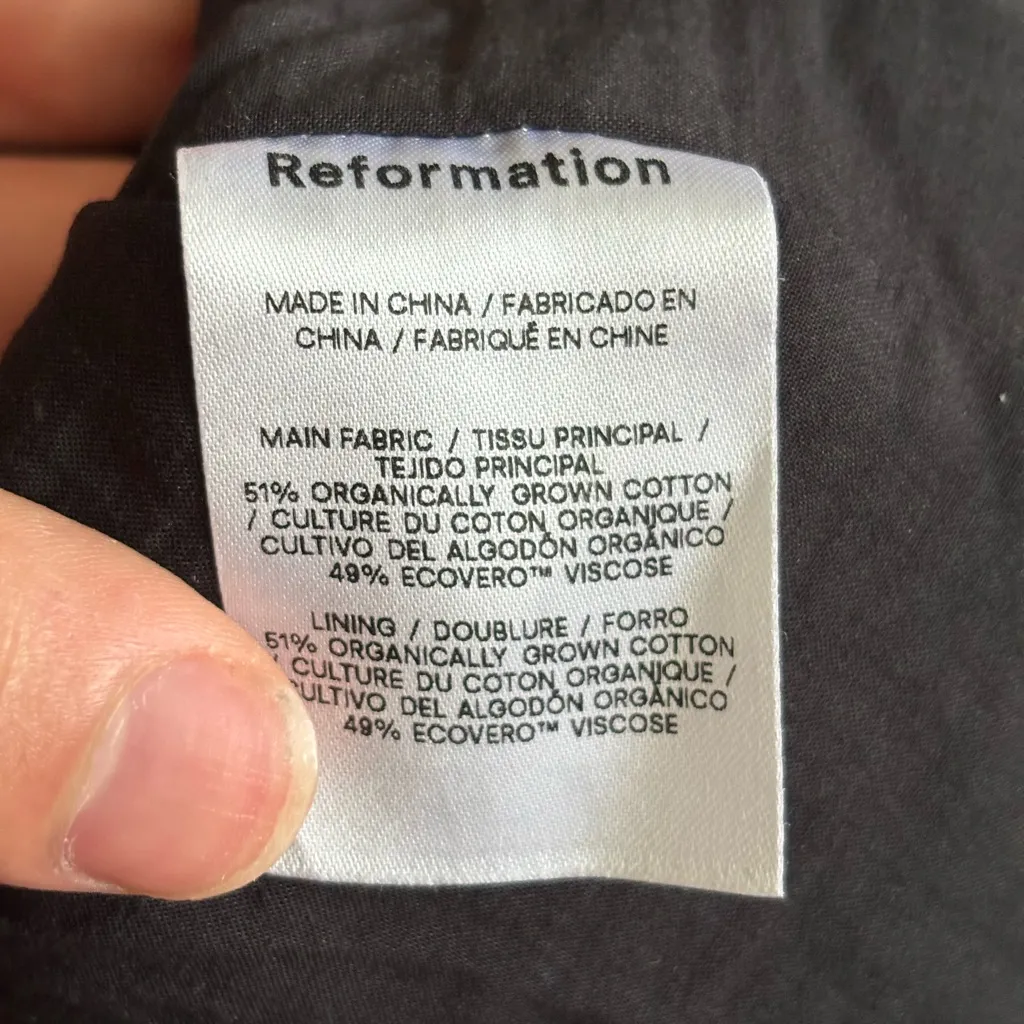 Reformation
MADE IN CHINA / FABRICADO EN
CHINA / FABRIQUÉ EN CHINE
MAIN FABRIC / TISSU PRINCIPAL /
TEJIDO PRINCIPAL
51% ORGANICALLY GROWN COTTON
/ CULTURE DU COTON ORGANIQUE /
CULTIVO DEL ALGODÓN ORGÁNICO
49% ECOVERO™ VISCOSE
LINING / DOUBLURE / FORRO
51% ORGANICALLY GROWN COTTON
/ CULTURE DU COTON ORGANIQUE /
CULTIVO DEL ALGODÓN ORGÁNICO
49% ECOVERO™ VISCOSE